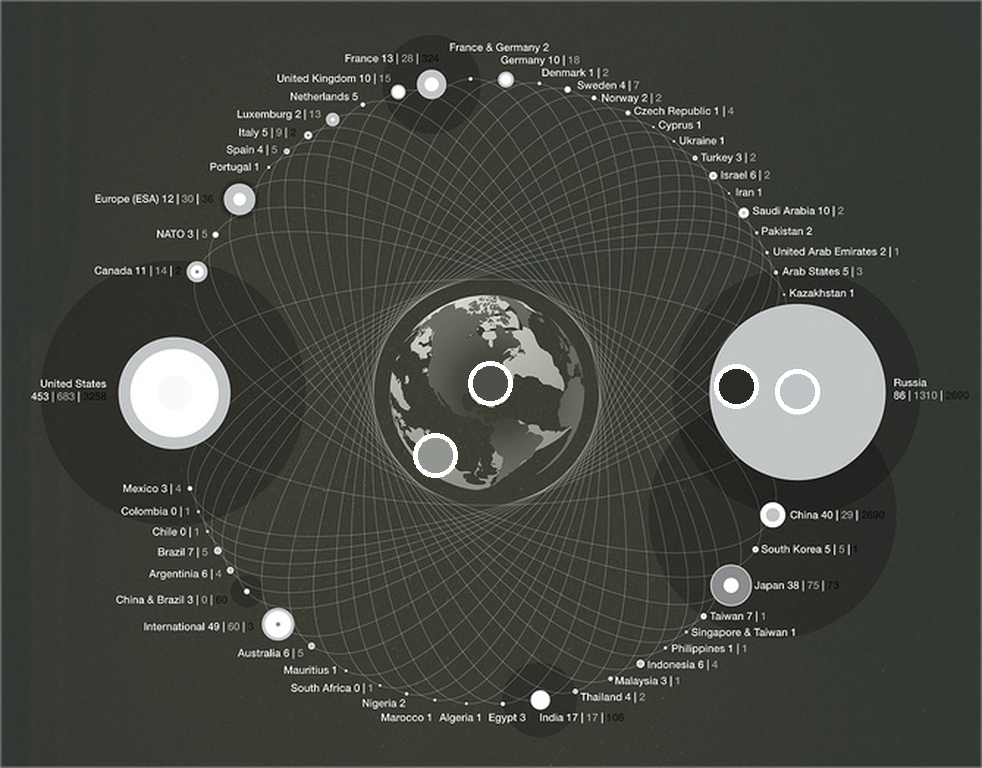 France & Germany 2
France 13 | 28 | 324
Germany 10 | 18
United Kingdom 10 | 15
Denmark 1 | 2
Sweden 4 | 7
Netherlands 5
Norway 2 | 2
Luxemburg 2 | 13
Czech Republic 1 | 4
Cyprus 1
Italy 5 | 9 |
Ukraine 1
Spain 4 | 5
Turkey 3 | 2
Portugal 1
Israel 6 | 2
Iran 1
Europe (ESA) 12 | 30 | 36
Saudi Arabia 10 | 2
Pakistan 2
NATO 3 | 5
United Arab Emirates 2 | 1
Canada 11 | 14 |
Arab States 5 | 3
Kazakhstan 1
United States
453 | 683 | 3258
Russia
86 | 1310 | 2690
Mexico 3 | 4
Colombia 0 | 1
China 40 | 29 | 2690
Chile 0 | 1
Brazil 7 | 5
South Korea 5 | 5 | 1
Argentinia 6 | 4
Japan 38 | 75 | 73
China & Brazil 3 | 0 | 60
Taiwan 7 | 1
International 49 | 60 |
Singapore & Taiwan 1
Philippines 1 | 1
Australia 6 | 5
Indonesia 6 | 4
Mauritius 1
Malaysia 3 | 1
South Africa 0 | 1
Thailand 4 | 2
Nigeria 2
Marocco 1
Algeria 1
Egypt 3
India 17 | 17 | 106